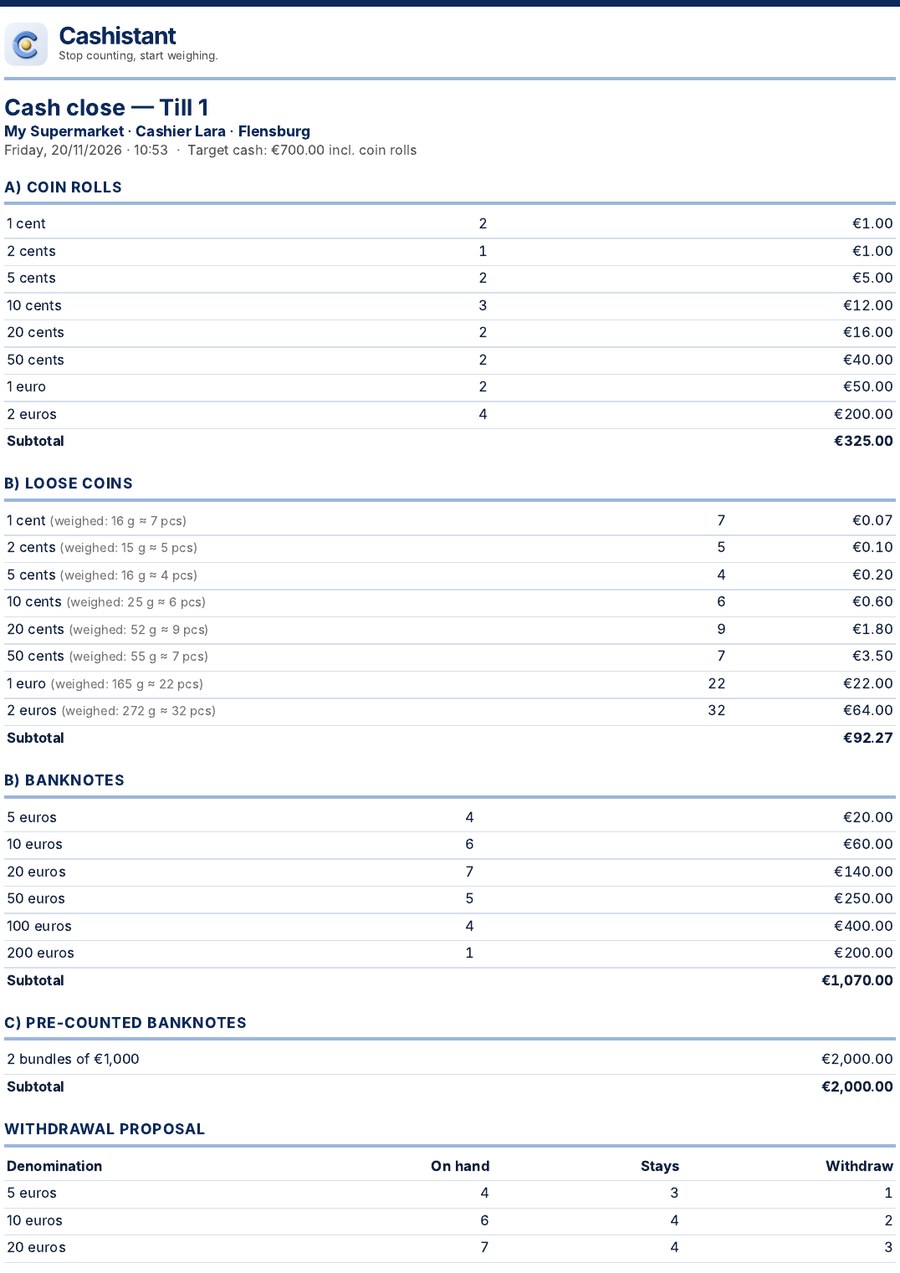 Cashistant
Stop counting, start weighing.
Cash close — Till 1
My Supermarket · Cashier Lara · Flensburg
Friday, 20/11/2026 · 10:53 · Target cash: €700.00 incl. coin rolls
A) COIN ROLLS
1 cent 2 €1.00
2 cents 1 €1.00
5 cents 2 €5.00
10 cents 3 €12.00
20 cents 2 €16.00
50 cents 2 €40.00
1 euro 2 €50.00
2 euros 4 €200.00
Subtotal €325.00
B) LOOSE COINS
1 cent (weighed: 16 g ≈ 7 pcs) 7 €0.07
2 cents (weighed: 15 g ≈ 5 pcs) 5 €0.10
5 cents (weighed: 16 g ≈ 4 pcs) 4 €0.20
10 cents (weighed: 25 g ≈ 6 pcs) 6 €0.60
20 cents (weighed: 52 g ≈ 9 pcs) 9 €1.80
50 cents (weighed: 55 g ≈ 7 pcs) 7 €3.50
1 euro (weighed: 165 g ≈ 22 pcs) 22 €22.00
2 euros (weighed: 272 g ≈ 32 pcs) 32 €64.00
Subtotal €92.27
B) BANKNOTES
5 euros 4 €20.00
10 euros 6 €60.00
20 euros 7 €140.00
50 euros 5 €250.00
100 euros 4 €400.00
200 euros 1 €200.00
Subtotal €1,070.00
C) PRE-COUNTED BANKNOTES
2 bundles of €1,000 €2,000.00
Subtotal €2,000.00
WITHDRAWAL PROPOSAL
Denomination On hand Stays Withdraw
5 euros 4 3 1
10 euros 6 4 2
20 euros 7 4 3